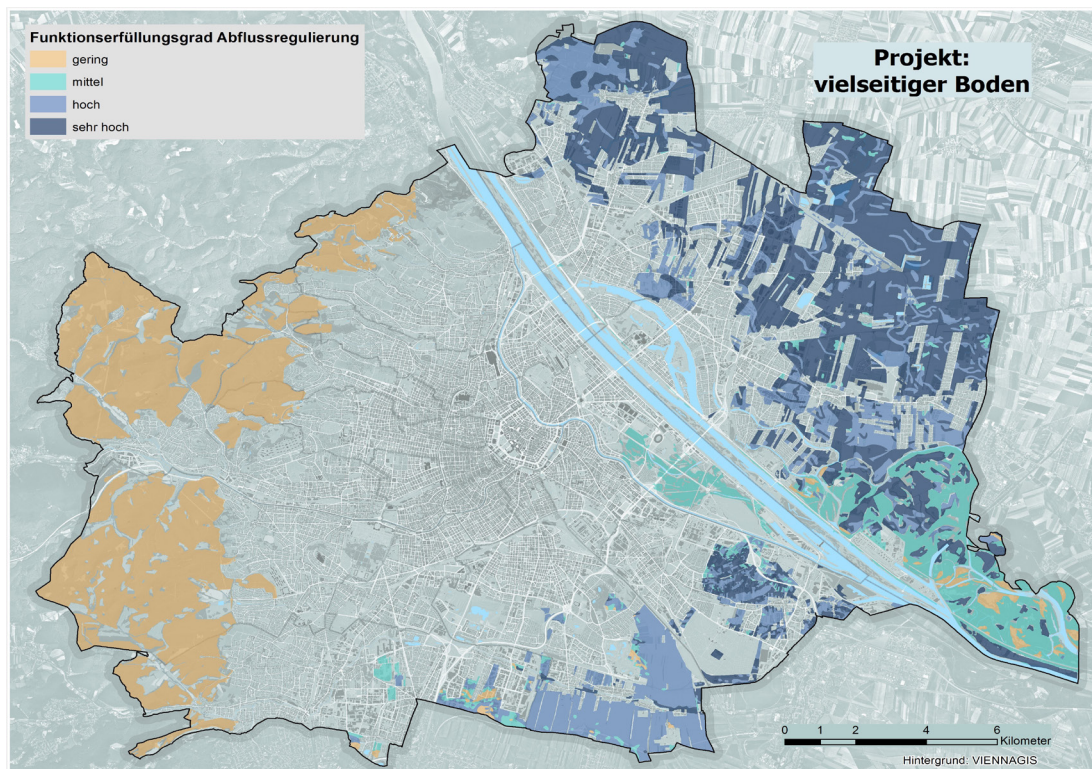 Funktionserfüllungsgrad Abflussregulierung
gering
mittel
hoch
sehr hoch
Projekt:
vielseitiger Boden
0 1 2 4 6
Kilometer
Hintergrund: VIENNAGIS